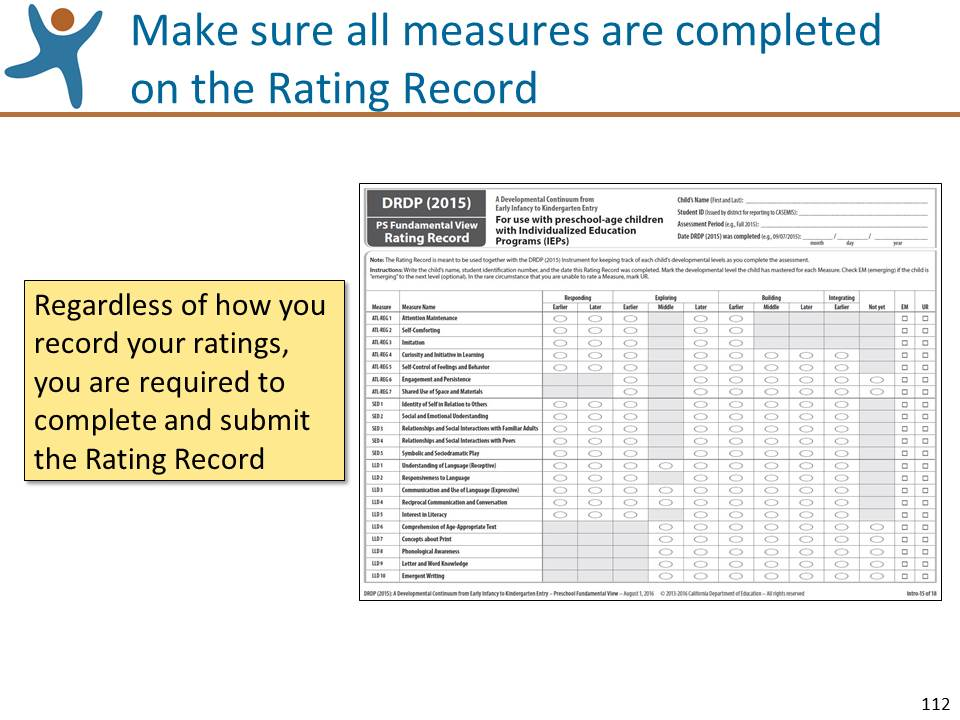 Make sure all measures are completed
on the Rating Record
Regardless of how you
record your ratings,
you are required to
complete and submit
the Rating Record
DRDP (2015)
PS Fundamental View
Rating Record
A Developmental Continuum from
Early Infancy to Kindergarten Entry
For use with preschool-age children
with Individualized Education
Programs (IEPs)
Child's Name (First and Last):
Student ID (Issued by district for reporting to CASEMIS):
Assessment Period (e.g., Fall 2015):
Date DRDP (2015) was completed (e.g., 09/07/2015): / /
month day year
Note: The Rating Record is meant to be used together with the DRDP (2015) Instrument for keeping track of each child's developmental levels as you complete the assessment.
Instructions: Write the child's name, student identification number, and the date this Rating Record was completed. Mark the developmental level the child has mastered for each Measure. Check EM (emerging) if the child is
"emerging" to the next level (optional). In the rare circumstance that you are unable to rate a Measure, mark UR.
Responding Exploring Building Integrating
Measure Measure Name Earlier Later Earlier Middle Later Earlier Middle Later Earlier Not yet EM UR
ATL-REG 1 Attention Maintenance
ATL-REG 2 Self-Comforting
ATL-REG 3 Imitation
ATL-REG 4 Curiosity and Initiative in Learning
ATL-REG 5 Self-Control of Feelings and Behavior
ATL-REG 6 Engagement and Persistence
ATL-REG 7 Shared Use of Space and Materials
SED 1 Identity of Self in Relation to Others
SED 2 Social and Emotional Understanding
SED 3 Relationships and Social Interactions with Familiar Adults
SED 4 Relationships and Social Interactions with Peers
SED 5 Symbolic and Sociodramatic Play
LLD 1 Understanding of Language (Receptive)
LLD 2 Responsiveness to Language
LLD 3 Communication and Use of Language (Expressive)
LLD 4 Reciprocal Communication and Conversation
LLD 5 Interest in Literacy
LLD 6 Comprehension of Age-Appropriate Text
LLD 7 Concepts about Print
LLD 8 Phonological Awareness
LLD 9 Letter and Word Knowledge
LLD 10 Emergent Writing
DRDP (2015): A Developmental Continuum from Early Infancy to Kindergarten Entry – Preschool Fundamental View – August 1, 2016 © 2013-2016 California Department of Education – All rights reserved Intro-15 of 18
112